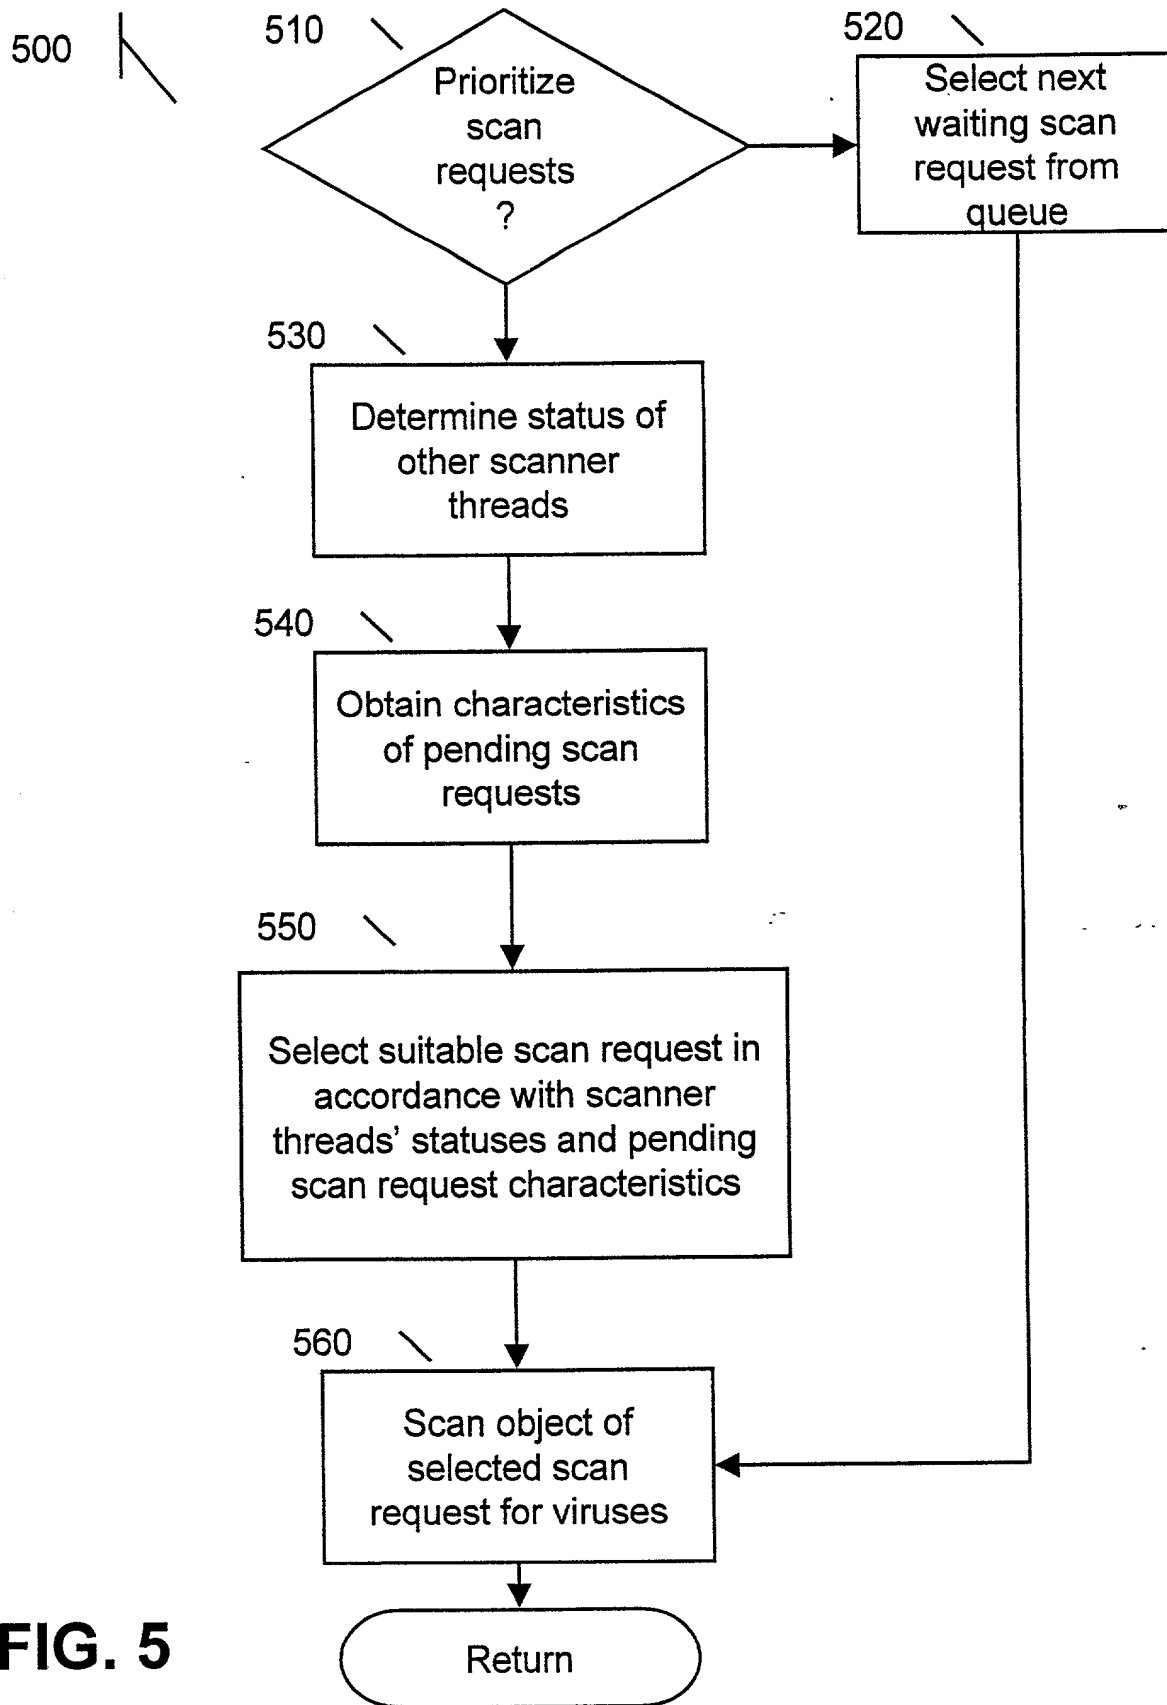 500
510
Prioritize
scan
requests
?
520
Select next
waiting scan
request from
queue
530
Determine status of
other scanner
threads
540
Obtain characteristics
of pending scan
requests
550
Select suitable scan request in
accordance with scanner
threads’ statuses and pending
scan request characteristics
560
Scan object of
selected scan
request for viruses
Return
FIG. 5